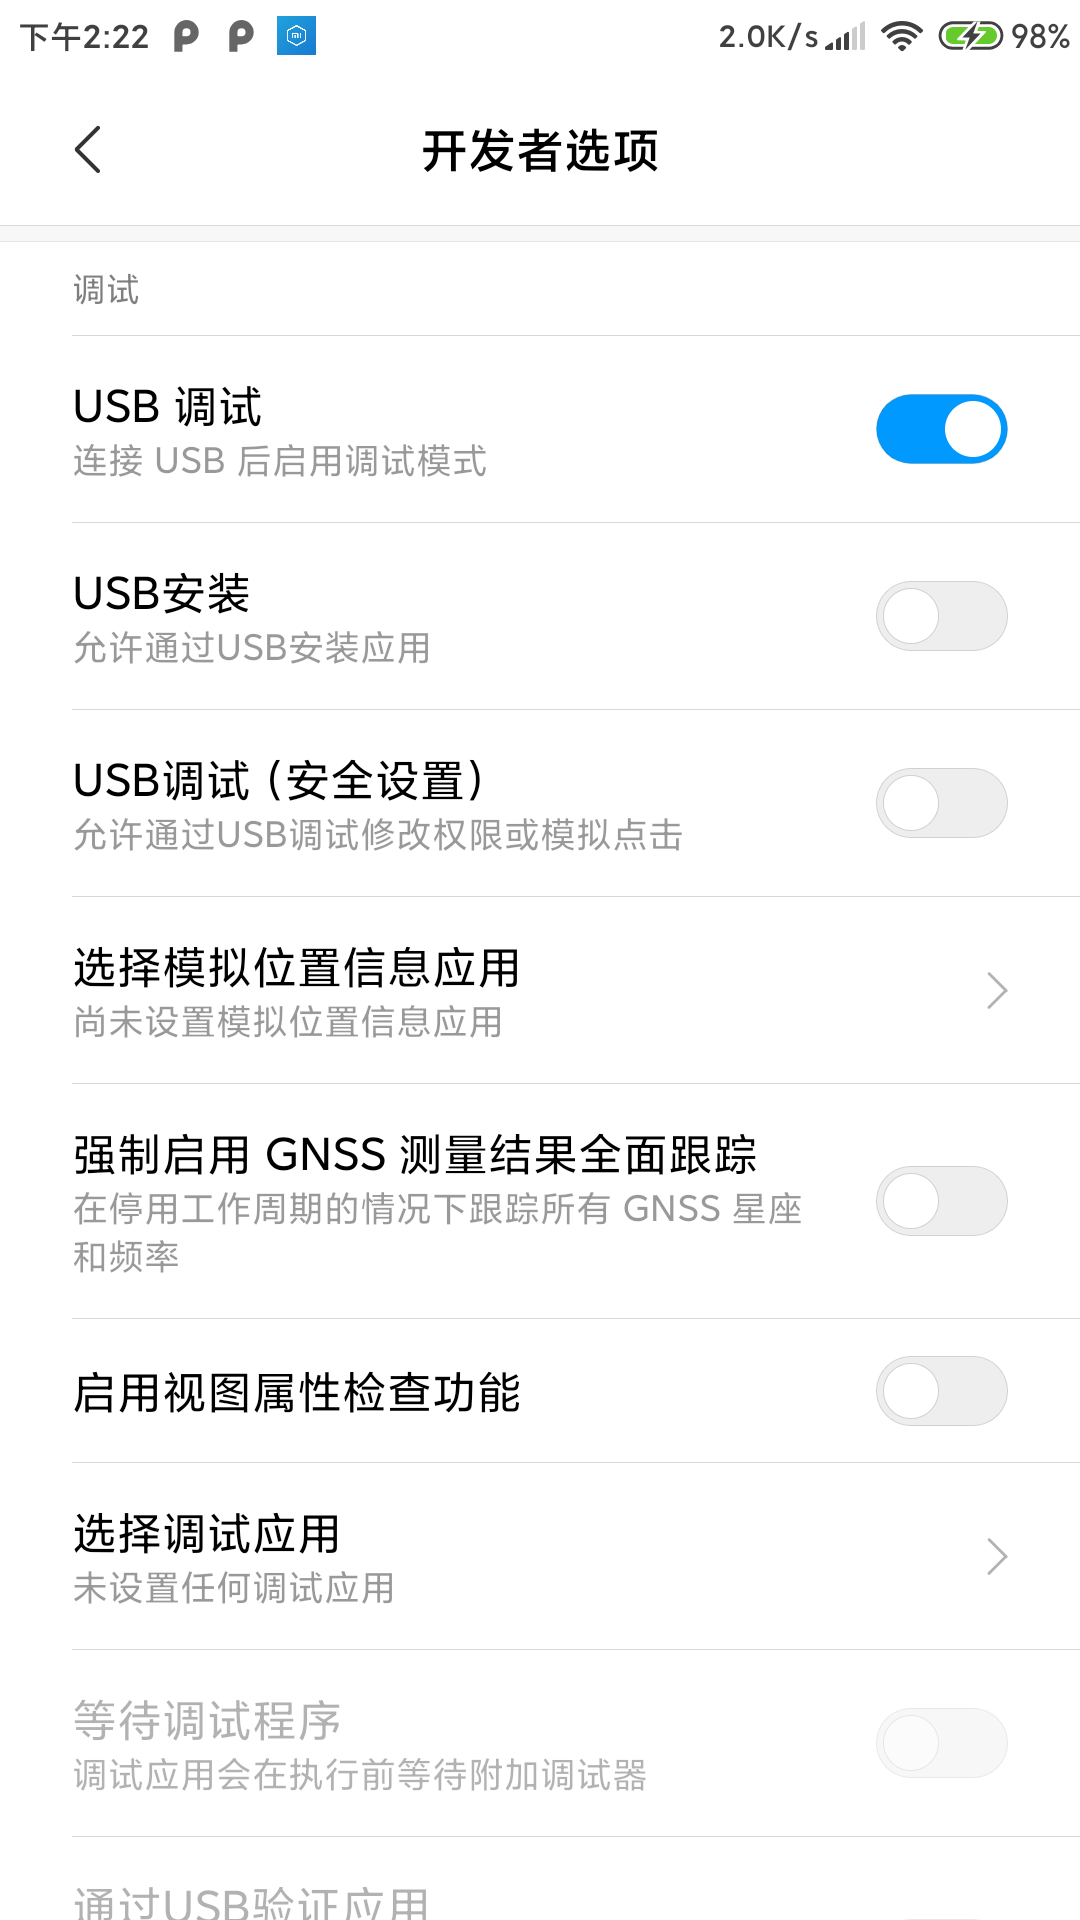 下午2:22 2.0K/s 98%
开发者选项
调试
USB 调试
连接 USB 后启用调试模式
USB安装
允许通过USB安装应用
USB调试（安全设置）
允许通过USB调试修改权限或模拟点击
选择模拟位置信息应用
尚未设置模拟位置信息应用
强制启用 GNSS 测量结果全面跟踪
在停用工作周期的情况下跟踪所有 GNSS 星座
和频率
启用视图属性检查功能
选择调试应用
未设置任何调试应用
等待调试程序
调试应用会在执行前等待附加调试器
通过USB验证应用